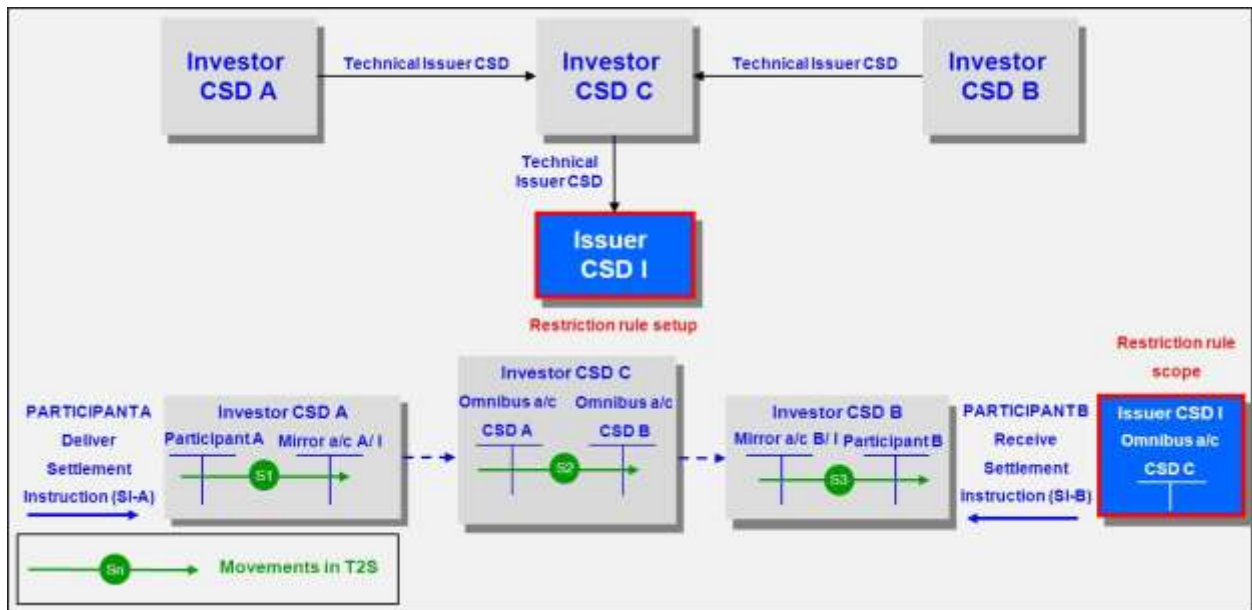 Investor
CSD A
Technical Issuer CSD
Investor
CSD C
Technical Issuer CSD
Investor
CSD B
Technical
Issuer CSD
Issuer
CSD I
Restriction rule setup
Restriction rule
scope
PARTICIPANTA
Deliver
Settlement
Instruction (SI-A)
Investor CSD A
Participant A
Mirror a/c A/ I
S1
Investor CSD C
Omnibus a/c
Omnibus a/c
CSD A
CSD B
S2
Investor CSD B
Mirror a/c B/ I
Participant B
S3
PARTICIPANTB
Receive
Settlement
Instruction (SI-B)
Issuer CSD I
Omnibus a/c
CSD C
Sn
Movements in T2S